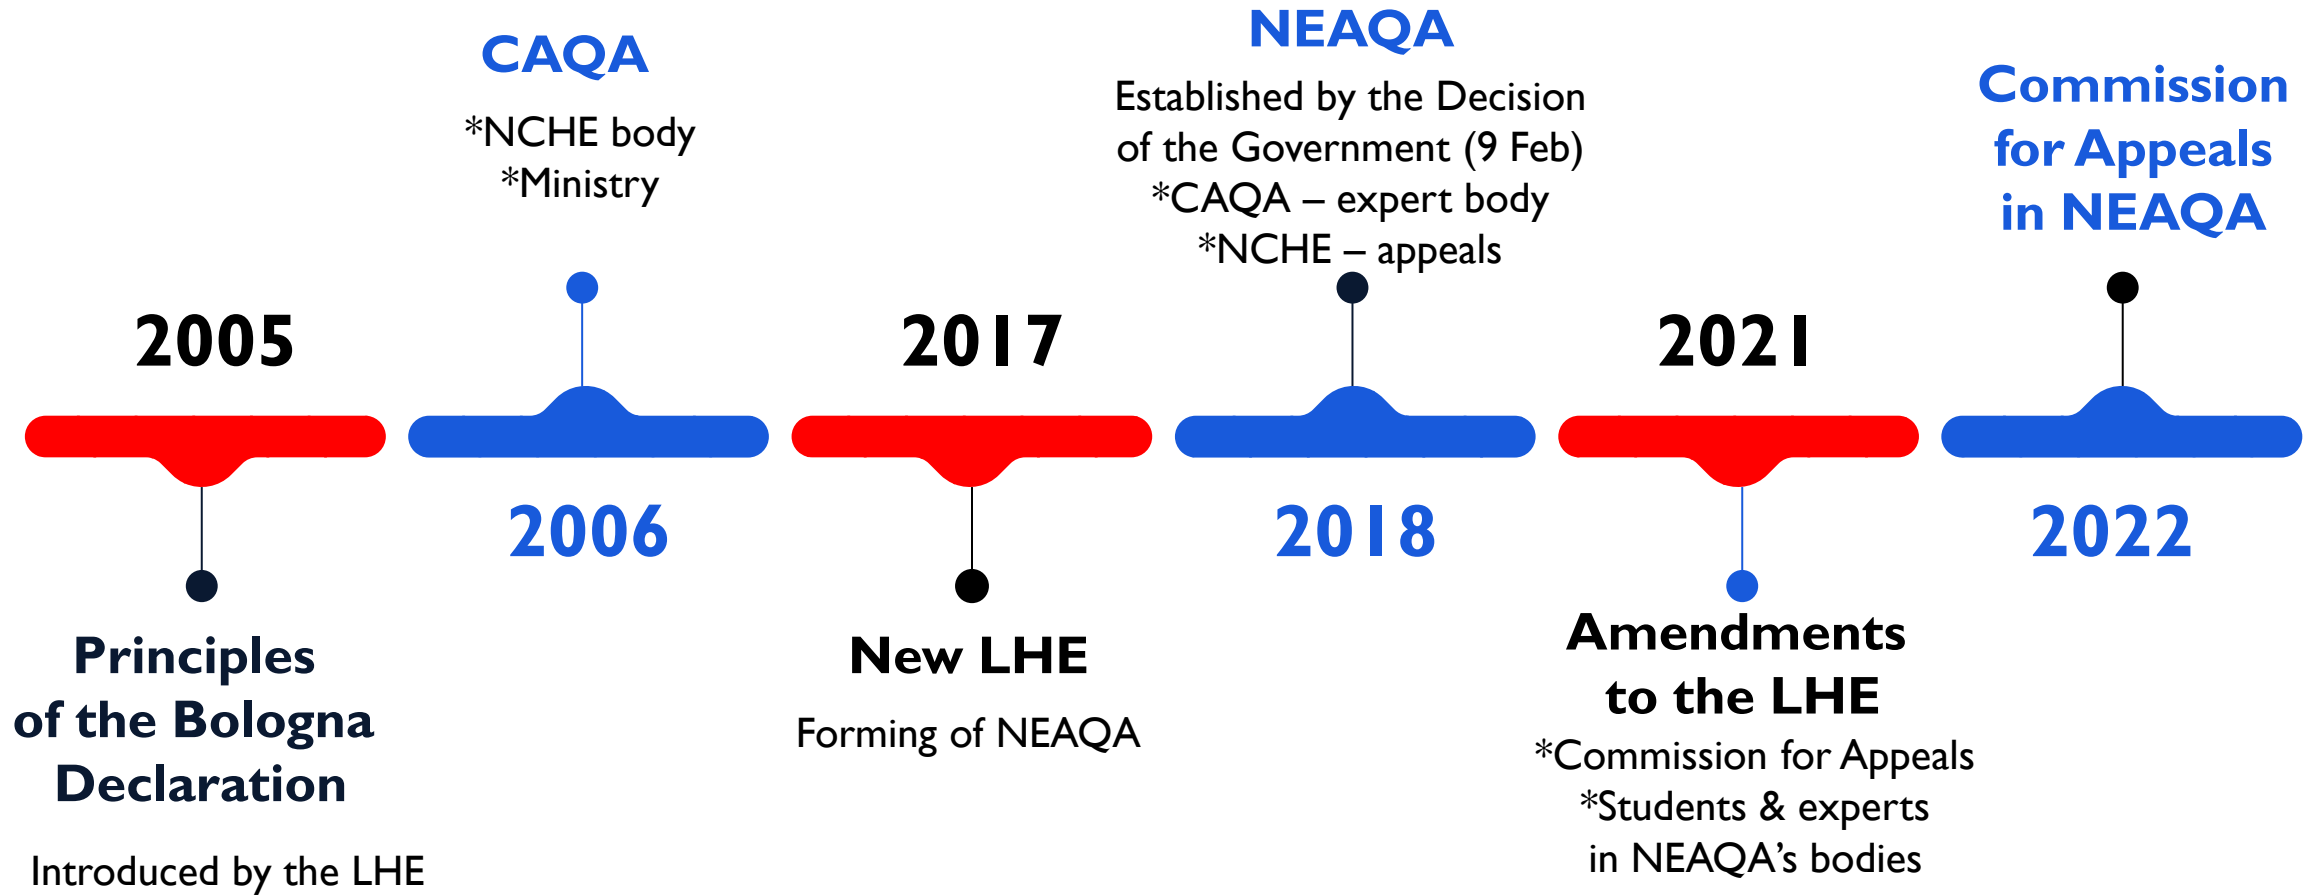 2005
Principles
of the Bologna
Declaration
Introduced by the LHE
CAQA
*NCHE body
*Ministry
2006
2017
New LHE
Forming of NEAQA
NEAQA
Established by the Decision
of the Government (9 Feb)
*CAQA – expert body
*NCHE – appeals
2018
2021
Amendments
to the LHE
*Commission for Appeals
*Students & experts
in NEAQA’s bodies
Commission
for Appeals
in NEAQA
2022